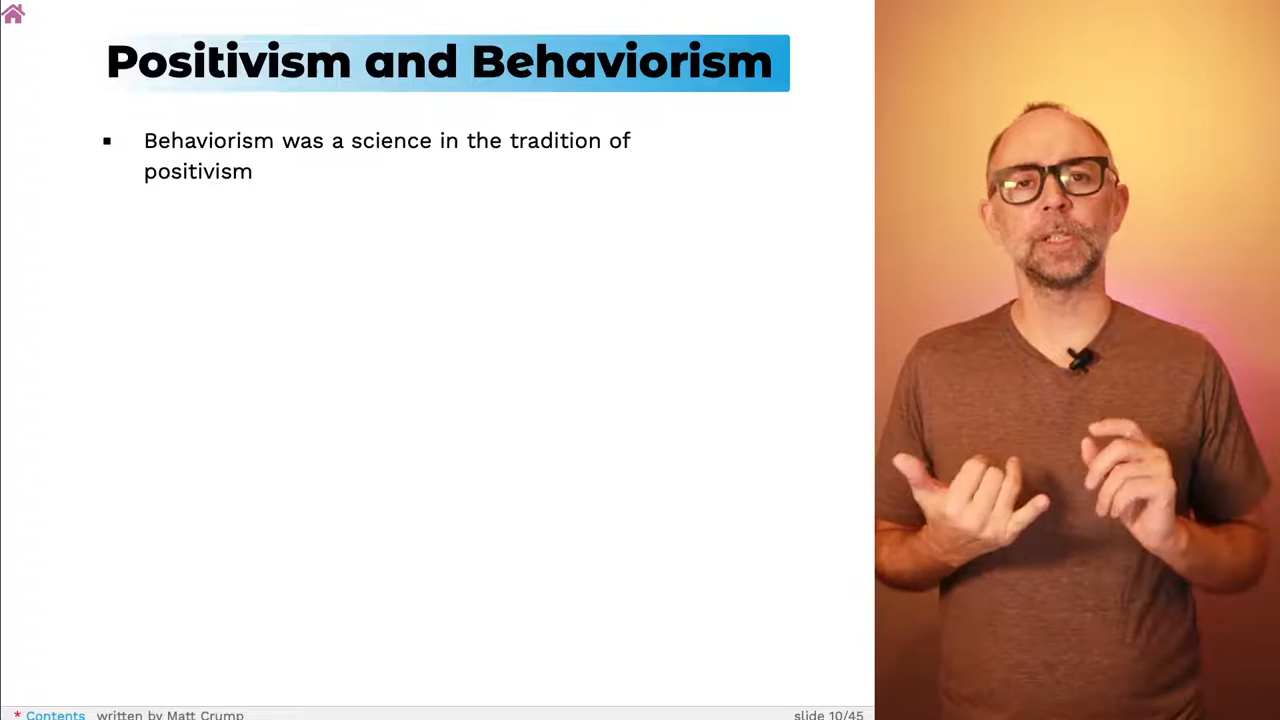 Positivism and Behaviorism
▪ Behaviorism was a science in the tradition of
positivism
* Contents written by Matt Crump
slide 10/45